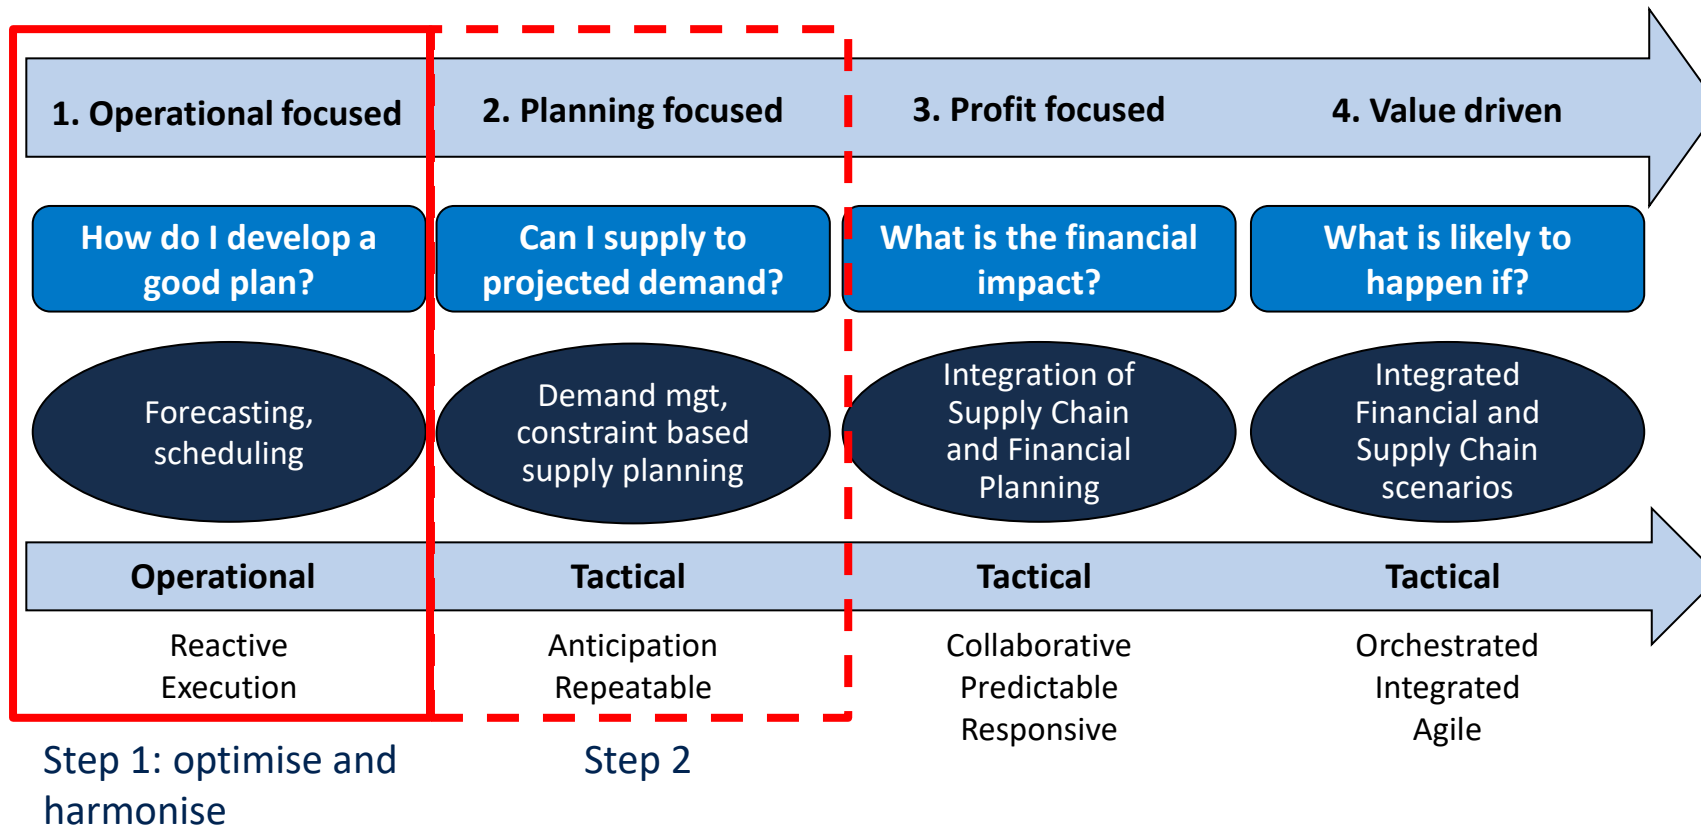 1. Operational focused
2. Planning focused
3. Profit focused
4. Value driven
How do I develop a
good plan?
Can I supply to
projected demand?
What is the financial
impact?
What is likely to
happen if?
Forecasting,
scheduling
Demand mgt,
constraint based
supply planning
Integration of
Supply Chain
and Financial
Planning
Integrated
Financial and
Supply Chain
scenarios
Operational
Tactical
Tactical
Tactical
Reactive
Execution
Anticipation
Repeatable
Collaborative
Predictable
Responsive
Orchestrated
Integrated
Agile
Step 1: optimise and
harmonise
Step 2